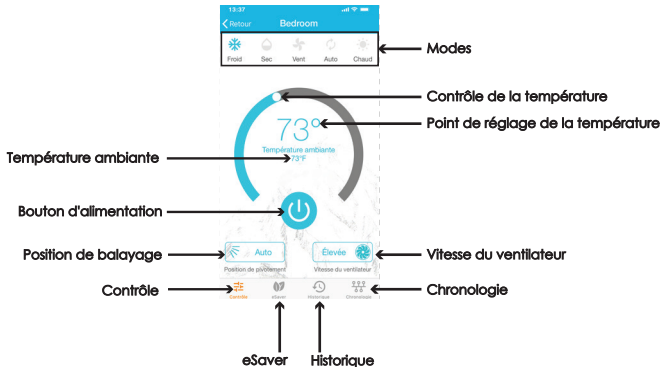 13:37
Retour Bedroom
Froid Sec Vent Auto Chaud
Modes
Contrôle de la température
73°
Point de réglage de la température
Température ambiante
73°F
Température ambiante
Bouton d'alimentation
Position de balayage
Auto
Élevée
Vitesse du ventilateur
Position de pivotement
Vitesse du ventilateur
Contrôle
Contrôle eSaver Historique Chronologie
Chronologie
eSaver
Historique